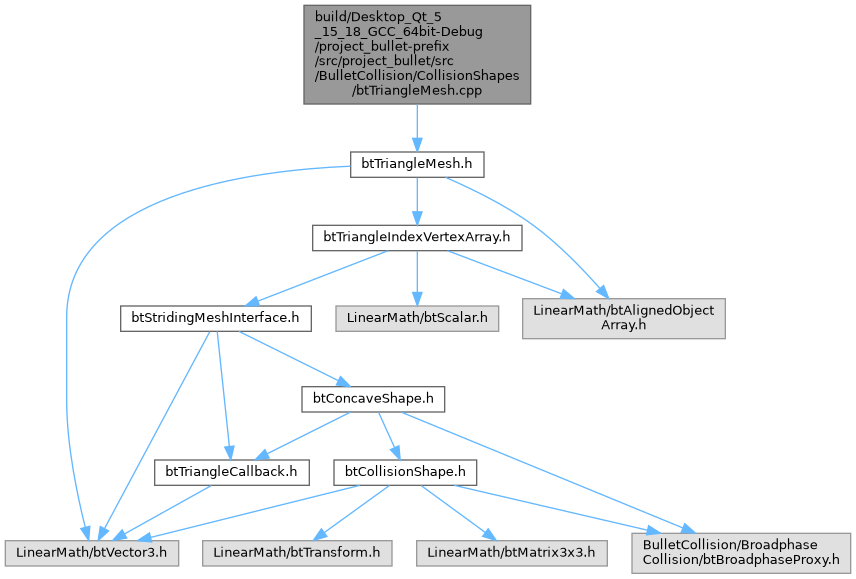 build/Desktop_Qt_5
_15_18_GCC_64bit-Debug
/project_bullet-prefix
/src/project_bullet/src
/BulletCollision/CollisionShapes
/btTriangleMesh.cpp
btTriangleMesh.h
btTriangleIndexVertexArray.h
btStridingMeshInterface.h
LinearMath/btScalar.h
LinearMath/btAlignedObject
Array.h
btConcaveShape.h
btTriangleCallback.h
btCollisionShape.h
LinearMath/btVector3.h
LinearMath/btTransform.h
LinearMath/btMatrix3x3.h
BulletCollision/Broadphase
Collision/btBroadphaseProxy.h